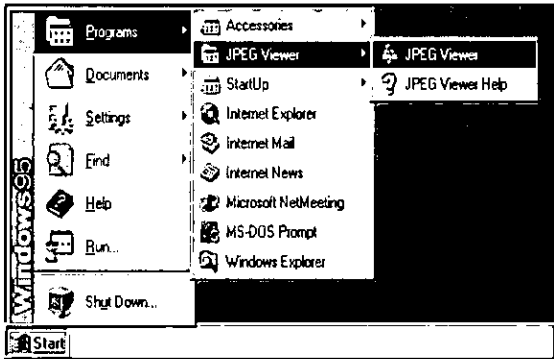 Programs
Documents
Settings
Find
Help
Run...
Shut Down...
Accessories
JPEG Viewer
StartUp
Internet Explorer
Internet Mail
Internet News
Microsoft NetMeeting
MS-DOS Prompt
Windows Explorer
JPEG Viewer
JPEG Viewer Help
Windows95
Start